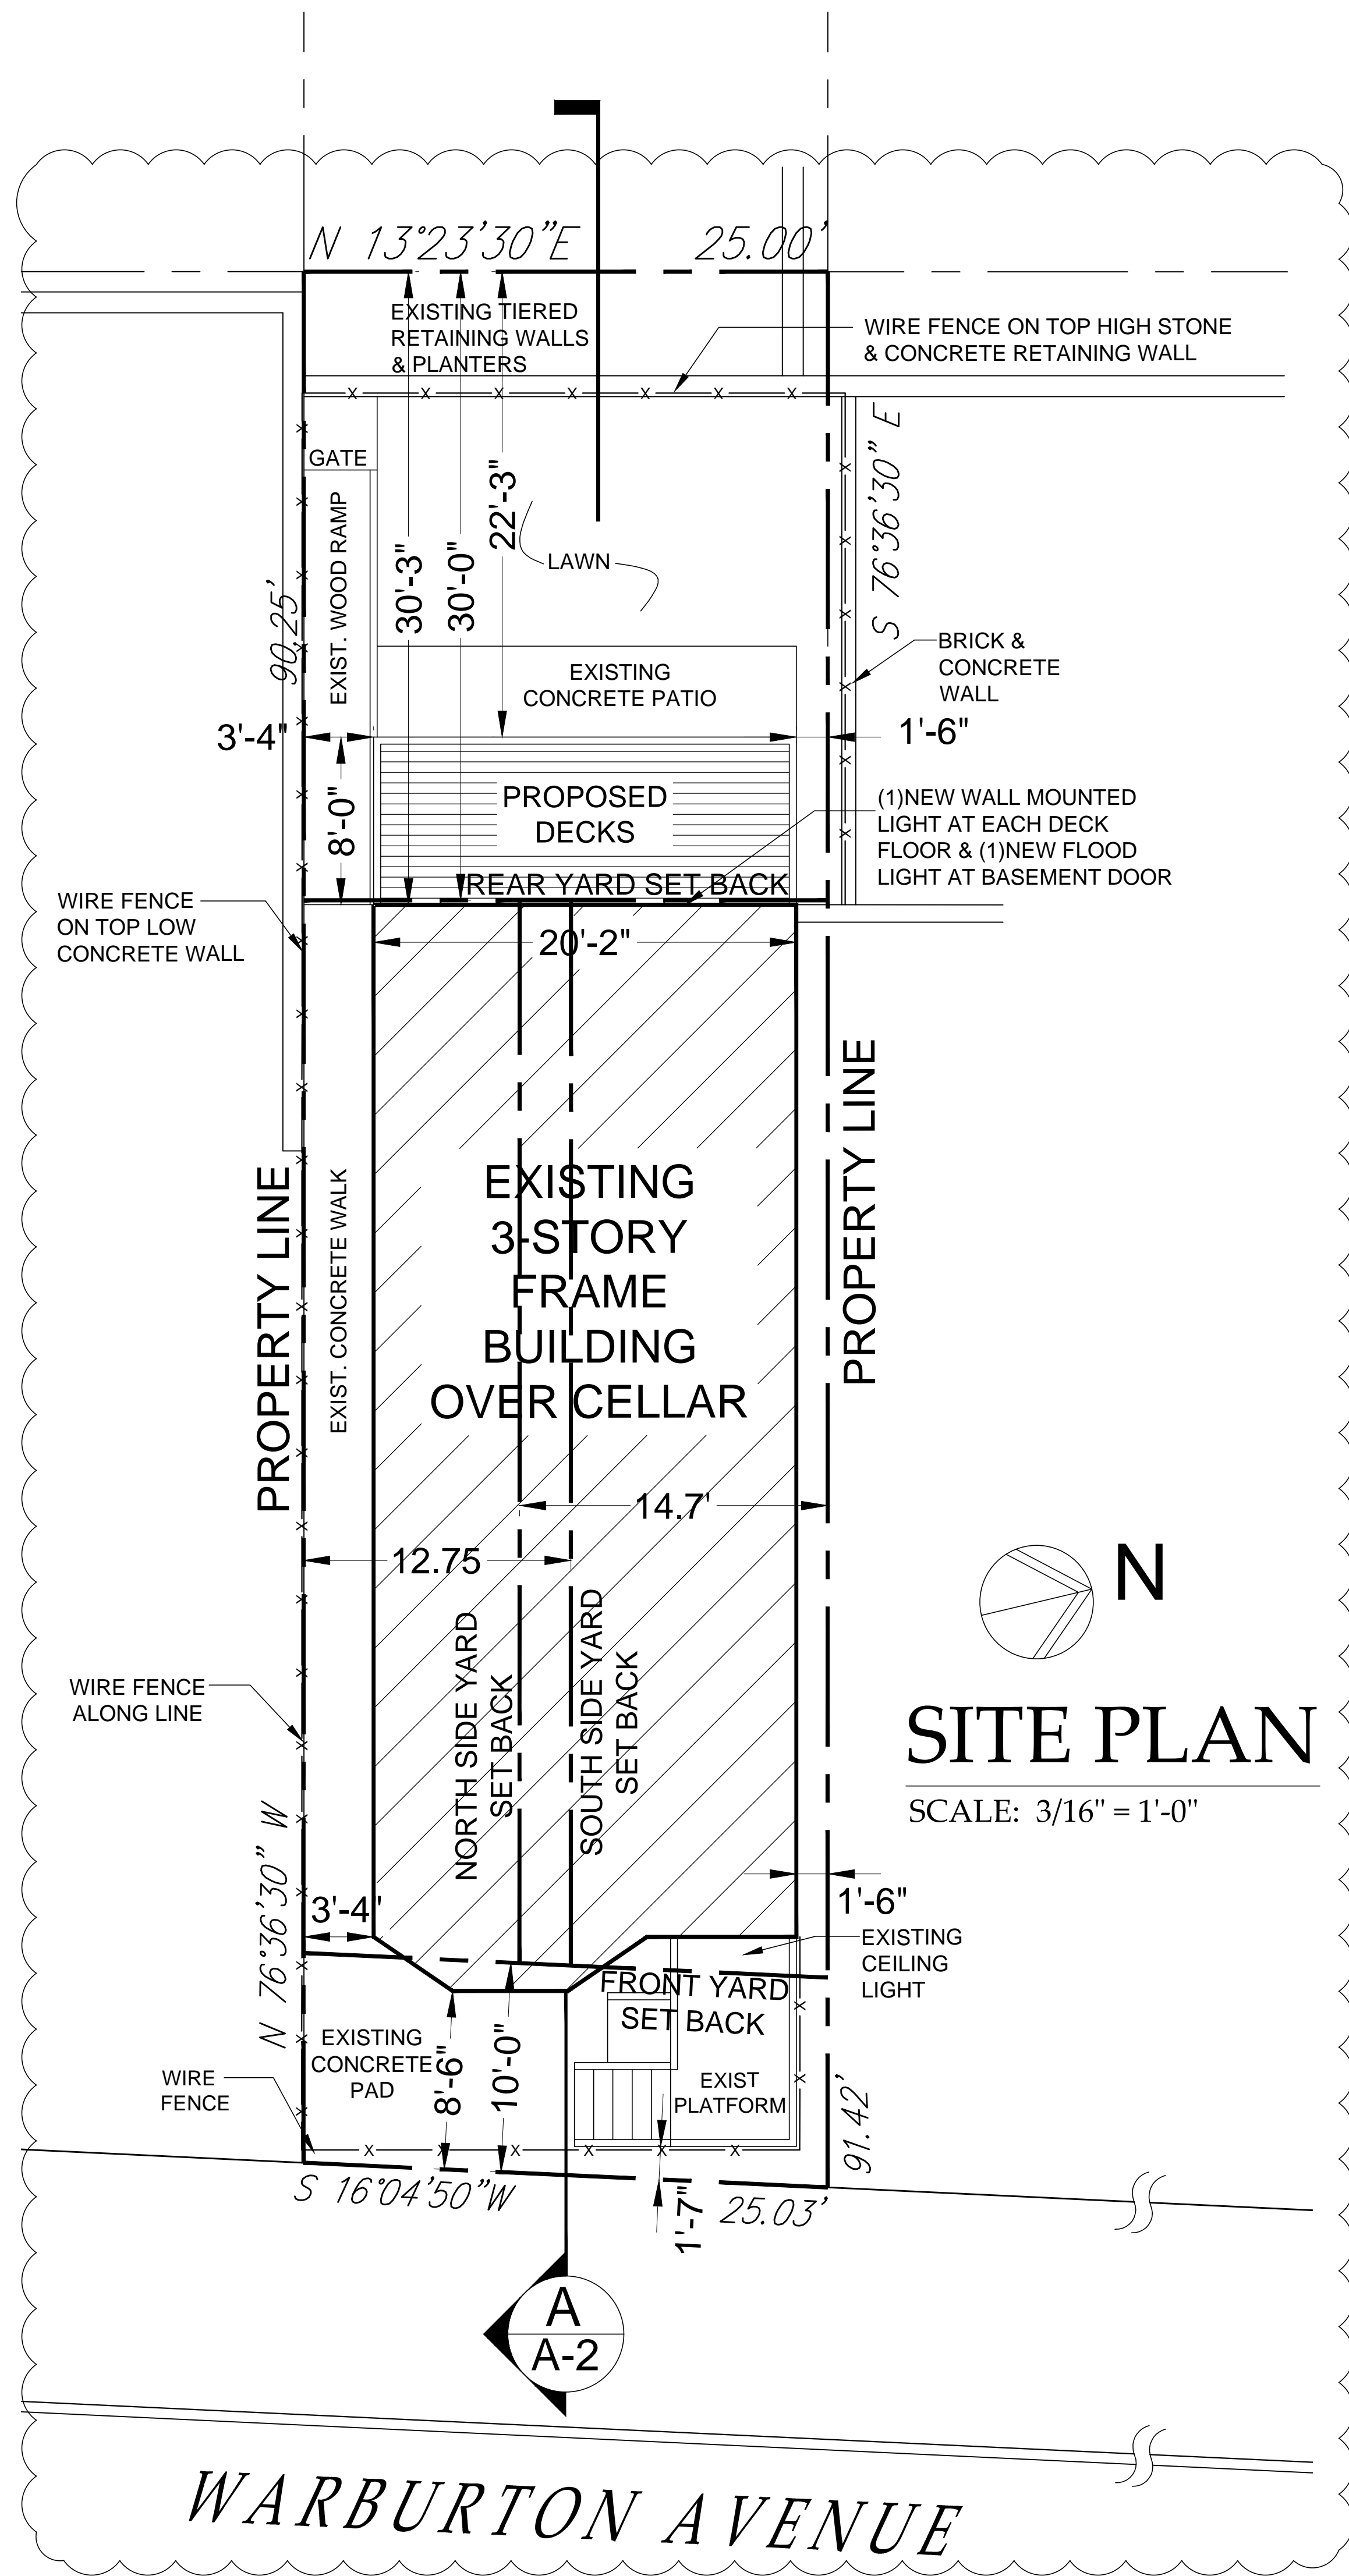 N 13°23'30"E 25.00'
EXISTING TIERED
RETAINING WALLS
& PLANTERS
WIRE FENCE ON TOP HIGH STONE
& CONCRETE RETAINING WALL
GATE
EXIST. WOOD RAMP
90.25'
30'-3"
30'-0"
22'-3"
LAWN
S 76°36'30" E
BRICK &
CONCRETE
WALL
EXISTING
CONCRETE PATIO
3'-4"
1'-6"
8'-0"
PROPOSED
DECKS
(1)NEW WALL MOUNTED
LIGHT AT EACH DECK
FLOOR & (1)NEW FLOOD
LIGHT AT BASEMENT DOOR
REAR YARD SET BACK
WIRE FENCE
ON TOP LOW
CONCRETE WALL
20'-2"
PROPERTY LINE
EXIST. CONCRETE WALK
EXISTING
3-STORY
FRAME
BUILDING
OVER CELLAR
PROPERTY LINE
14.7'
12.75
N
NORTH SIDE YARD
SET BACK
SOUTH SIDE YARD
SET BACK
WIRE FENCE
ALONG LINE
SITE PLAN
SCALE: 3/16" = 1'-0"
N 76°36'30" W
3'-4"
1'-6"
EXISTING
CEILING
LIGHT
FRONT YARD
SET BACK
EXISTING
CONCRETE
PAD
8'-6"
10'-0"
WIRE
FENCE
EXIST
PLATFORM
91.42'
S 16°04'50"W
1'-7"
25.03'
A
A-2
WARBURTON AVENUE